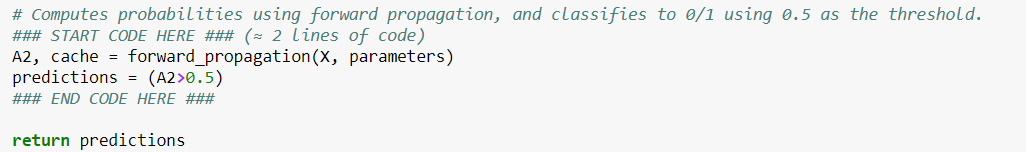 # Computes probabilities using forward propagation, and classifies to 0/1 using 0.5 as the threshold.
### START CODE HERE ### (≈ 2 lines of code)
A2, cache = forward_propagation(X, parameters)
predictions = (A2>0.5)
### END CODE HERE ###

return predictions